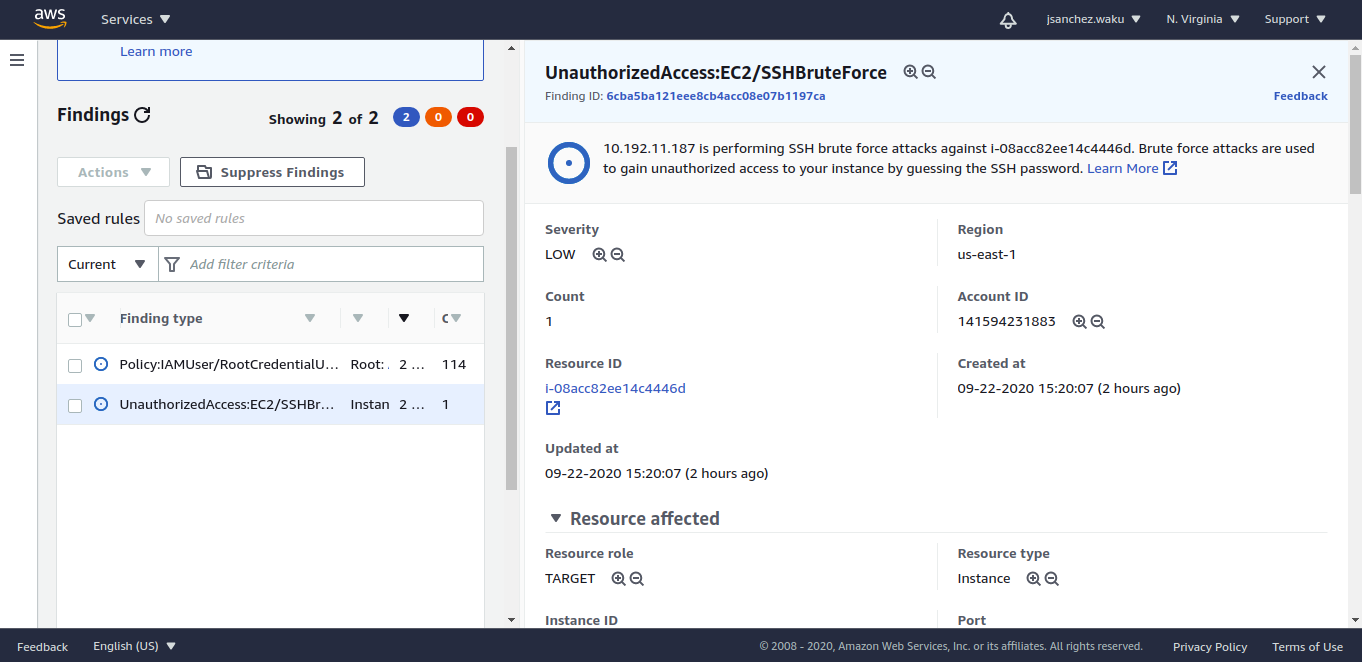 aws
Services
jsanchez.waku
N. Virginia
Support
Learn more
Findings
Showing 2 of 2
2
0
0
Actions
Suppress Findings
Saved rules
No saved rules
Current
Add filter criteria
Finding type
C
Policy:IAMUser/RootCredentialU... Root: 2 ... 114
UnauthorizedAccess:EC2/SSHBr... Instan 2 ... 1
UnauthorizedAccess:EC2/SSHBruteForce
Finding ID: 6cba5ba121eee8cb4acc08e07b1197ca
Feedback
10.192.11.187 is performing SSH brute force attacks against i-08acc82ee14c4446d. Brute force attacks are used
to gain unauthorized access to your instance by guessing the SSH password. Learn More
Severity
LOW
Region
us-east-1
Count
1
Account ID
141594231883
Resource ID
i-08acc82ee14c4446d
Created at
09-22-2020 15:20:07 (2 hours ago)
Updated at
09-22-2020 15:20:07 (2 hours ago)
Resource affected
Resource role
TARGET
Resource type
Instance
Instance ID
Port
Feedback
English (US)
© 2008 - 2020, Amazon Web Services, Inc. or its affiliates. All rights reserved.
Privacy Policy
Terms of Use